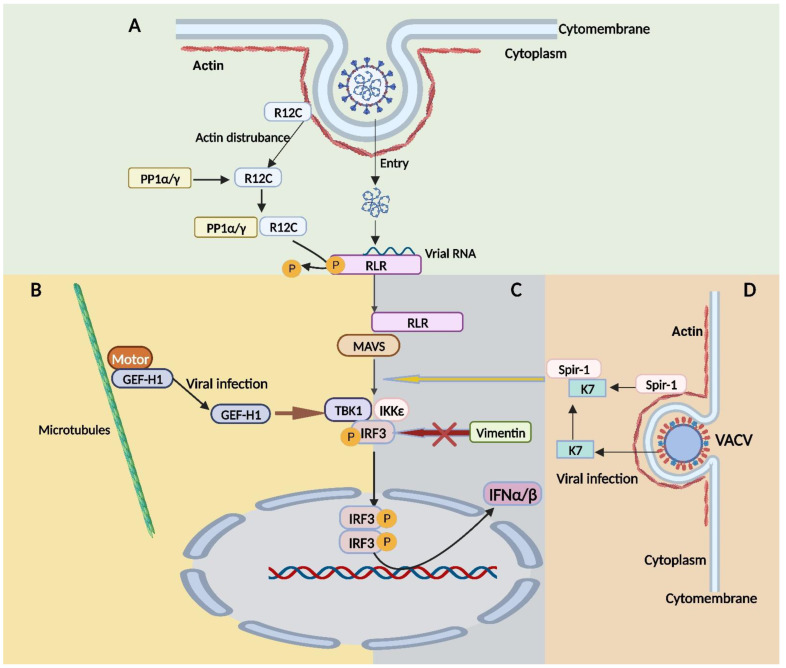 A
Cytomembrane
Cytoplasm
Actin
R12C
Actin distrubance
Entry
PP1α/γ
R12C
PP1α/γ
R12C
Vrial RNA
P
P
RLR
B
C
D
RLR
MAVS
Actin
Motor
GEF-H1
Viral infection
GEF-H1
TBK1
IKKε
P
IRF3
Vimentin
Spir-1
K7
Spir-1
K7
VACV
Viral infection
Microtubules
IFNα/β
IRF3
P
IRF3
P
Cytoplasm
Cytomembrane